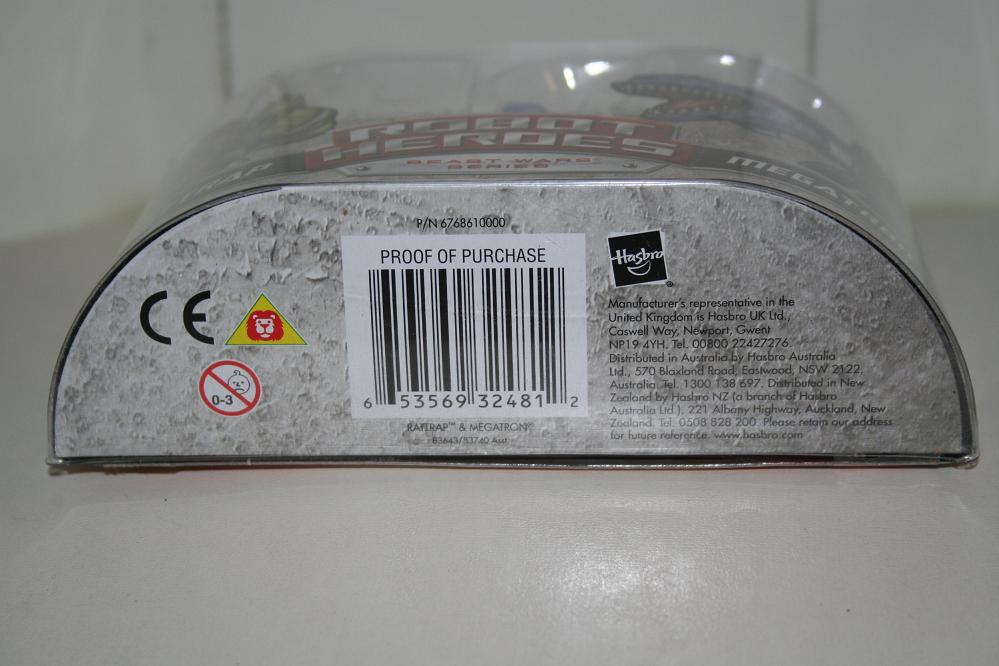 ROBOT
HEROES
BEAST WARS
SERIES
P/N 6768610000
PROOF OF PURCHASE
6 53569 32481 2
RATTRAP™ & MEGATRON®
83643/83740 Asst.
CE
0-3
Hasbro®
Manufacturer's representative in the
United Kingdom is Hasbro UK Ltd.,
Caswell Way, Newport, Gwent
NP19 4YH. Tel. 00800 22427276.
Distributed in Australia by Hasbro Australia
Ltd., 570 Blaxland Road, Eastwood, NSW 2122,
Australia. Tel. 1300 138 697. Distributed in New
Zealand by Hasbro NZ (a branch of Hasbro
Australia Ltd.), 221 Albany Highway, Auckland, New
Zealand. Tel. 0508 828 200. Please retain our address
for future reference. www.hasbro.com